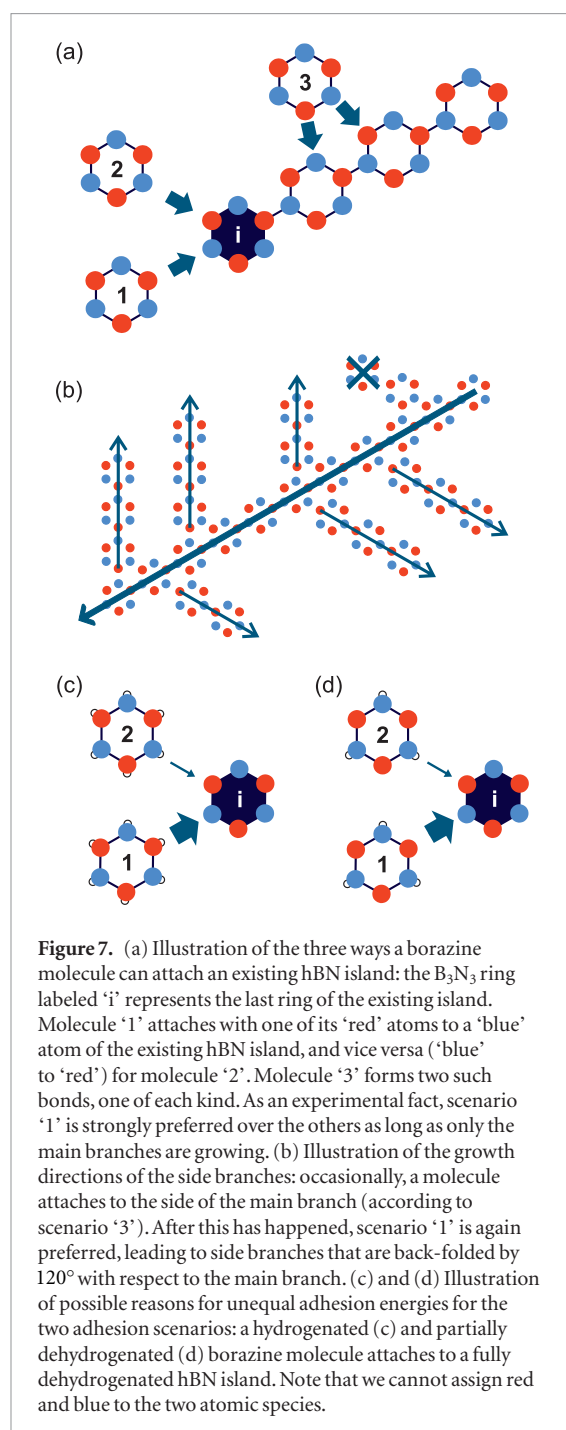 (a)
3
2
i
1
(b)
(c)
(d)
2
2
i
i
1
1
Figure 7. (a) Illustration of the three ways a borazine
molecule can attach an existing hBN island: the B₃N₃ ring
labeled ‘i’ represents the last ring of the existing island.
Molecule ‘1’ attaches with one of its ‘red’ atoms to a ‘blue’
atom of the existing hBN island, and vice versa (‘blue’
to ‘red’) for molecule ‘2’. Molecule ‘3’ forms two such
bonds, one of each kind. As an experimental fact, scenario
‘1’ is strongly preferred over the others as long as only the
main branches are growing. (b) Illustration of the growth
directions of the side branches: occasionally, a molecule
attaches to the side of the main branch (according to
scenario ‘3’). After this has happened, scenario ‘1’ is again
preferred, leading to side branches that are back-folded by
120° with respect to the main branch. (c) and (d) Illustration
of possible reasons for unequal adhesion energies for the
two adhesion scenarios: a hydrogenated (c) and partially
dehydrogenated (d) borazine molecule attaches to a fully
dehydrogenated hBN island. Note that we cannot assign red
and blue to the two atomic species.